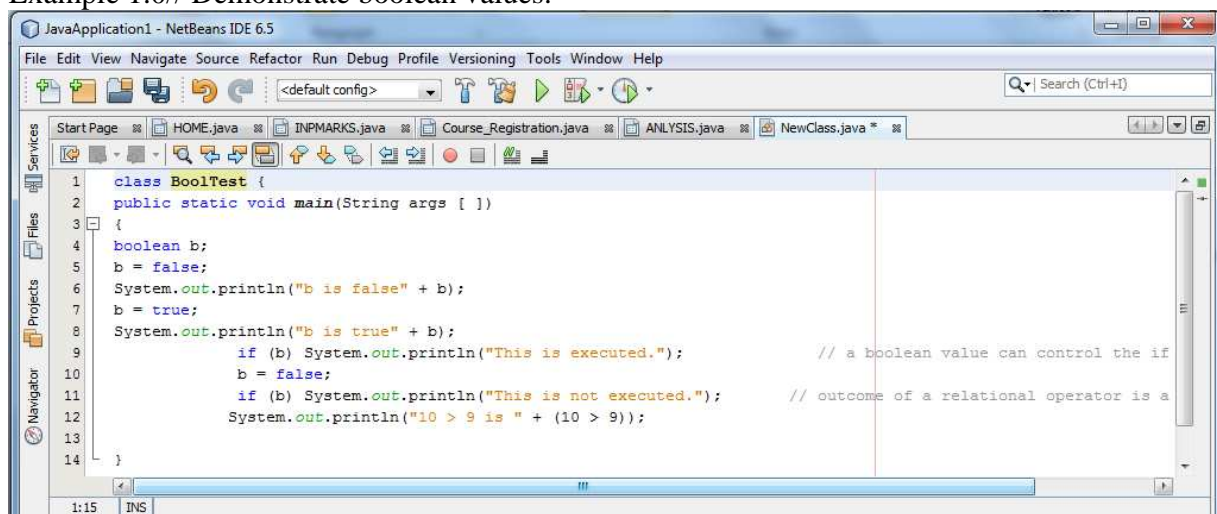 Example 1.6// Demonstrate boolean values.
JavaApplication1 - NetBeans IDE 6.5
File Edit View Navigate Source Refactor Run Debug Profile Versioning Tools Window Help
<default config>
Search (Ctrl+I)
Start Page HOME.java INPMARKS.java Course_Registration.java ANLYSIS.java NewClass.java *
Services
Files
Projects
Navigator
1 class BoolTest {
2 public static void main(String args [ ])
3 {
4 boolean b;
5 b = false;
6 System.out.println("b is false" + b);
7 b = true;
8 System.out.println("b is true" + b);
9 if (b) System.out.println("This is executed."); // a boolean value can control the if
10 b = false;
11 if (b) System.out.println("This is not executed."); // outcome of a relational operator is a
12 System.out.println("10 > 9 is " + (10 > 9));
13
14 }
1:15 INS